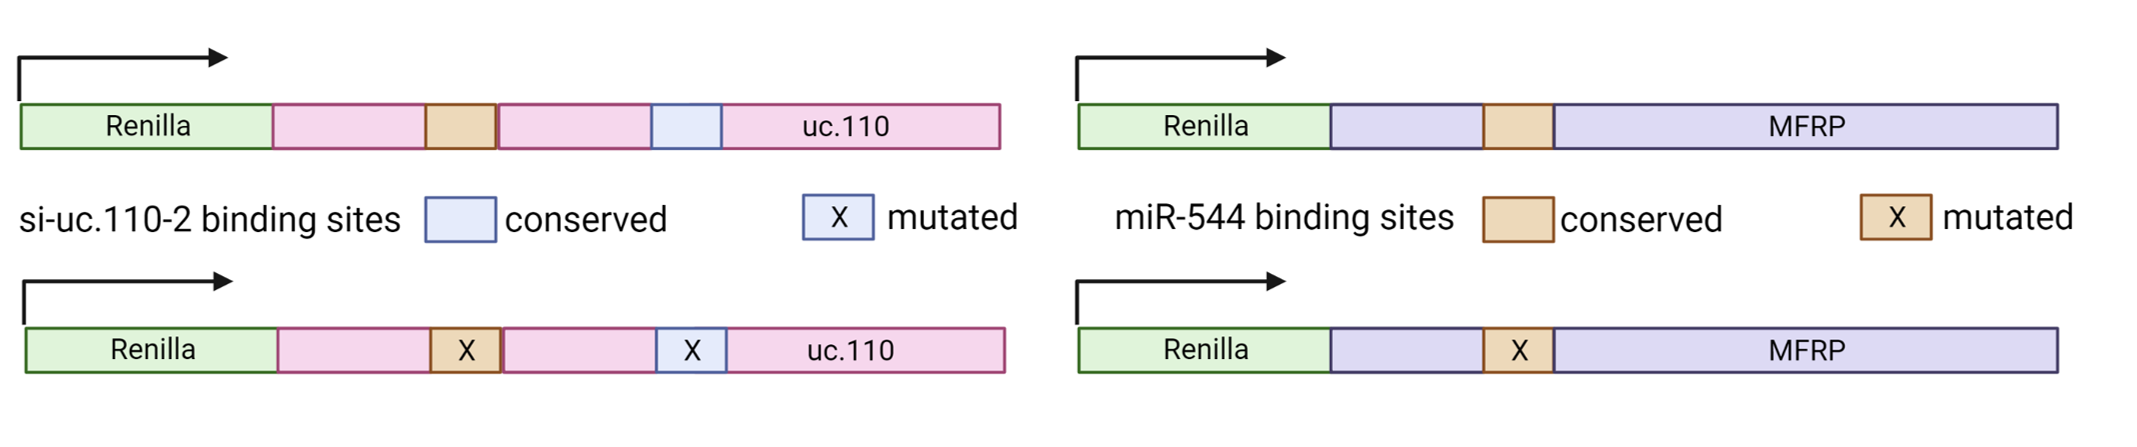 Renilla uc.110
Renilla MFRP
si-uc.110-2 binding sites conserved X mutated
miR-544 binding sites conserved X mutated
Renilla X X uc.110
Renilla X MFRP